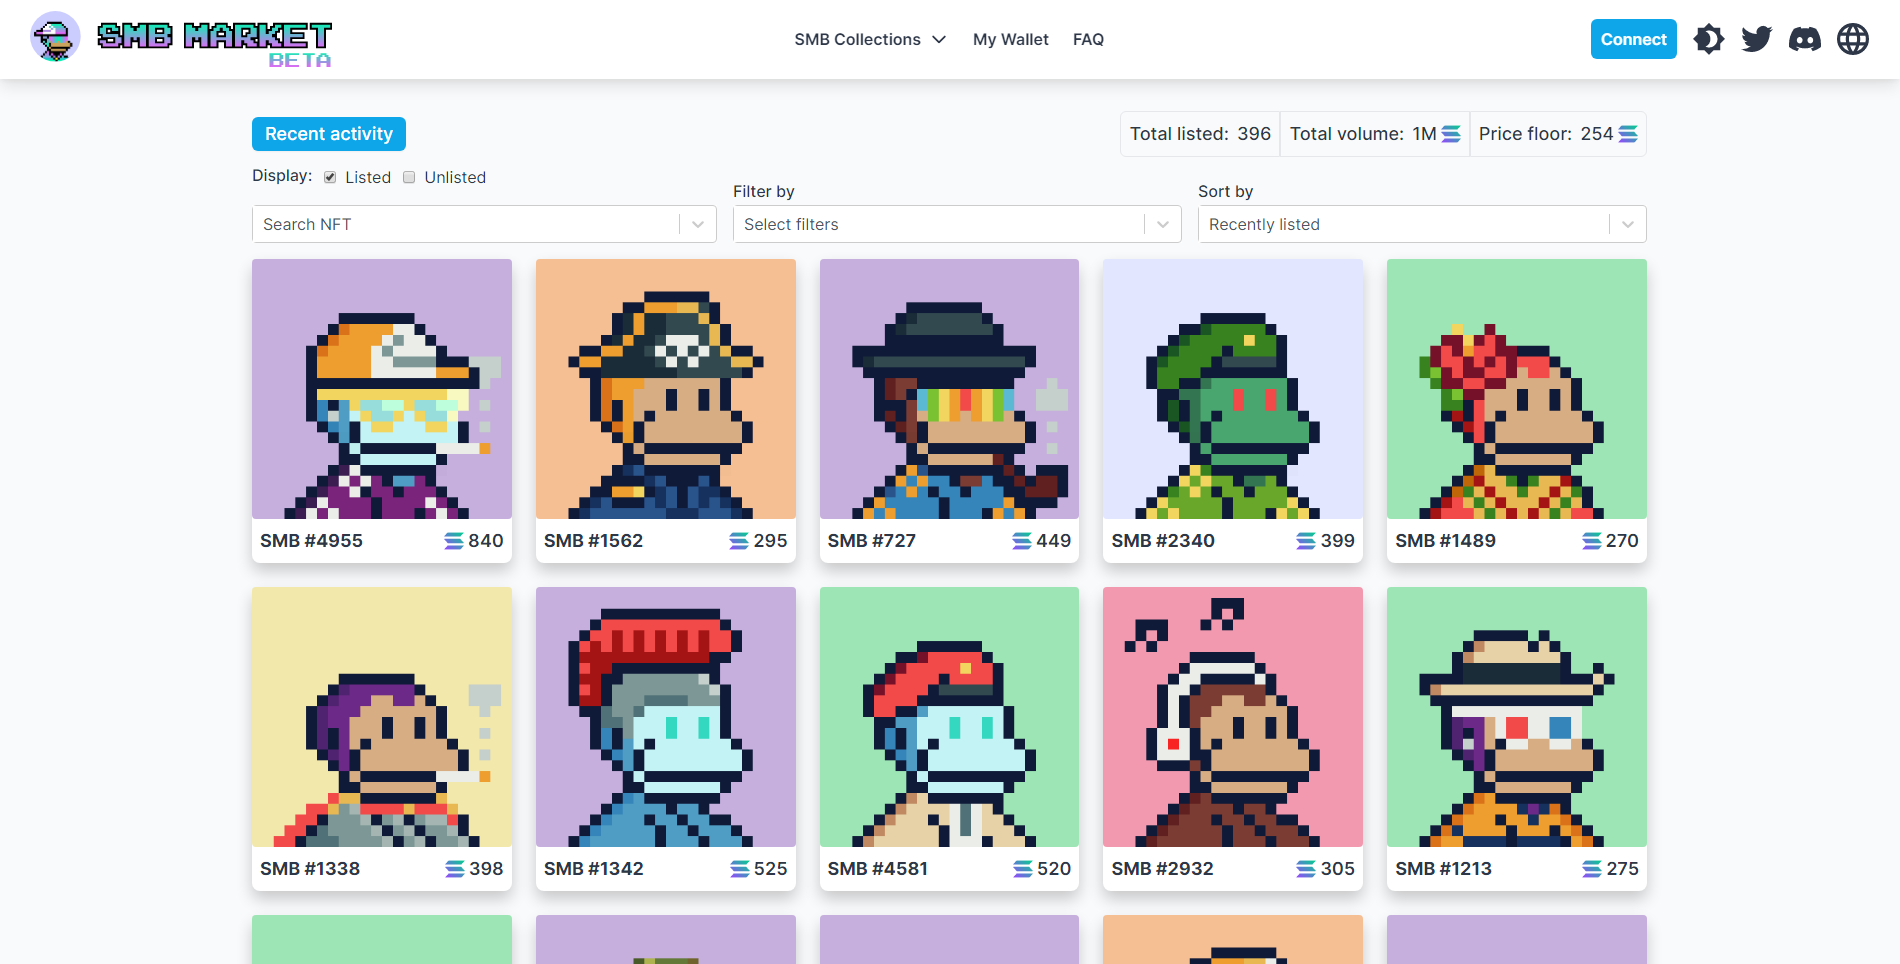 SMB MARKET
BETA
SMB Collections
My Wallet
FAQ
Connect
Recent activity
Total listed: 396
Total volume: 1M
Price floor: 254
Display:
Listed
Unlisted
Filter by
Sort by
Search NFT
Select filters
Recently listed
SMB #4955
840
SMB #1562
295
SMB #727
449
SMB #2340
399
SMB #1489
270
SMB #1338
398
SMB #1342
525
SMB #4581
520
SMB #2932
305
SMB #1213
275